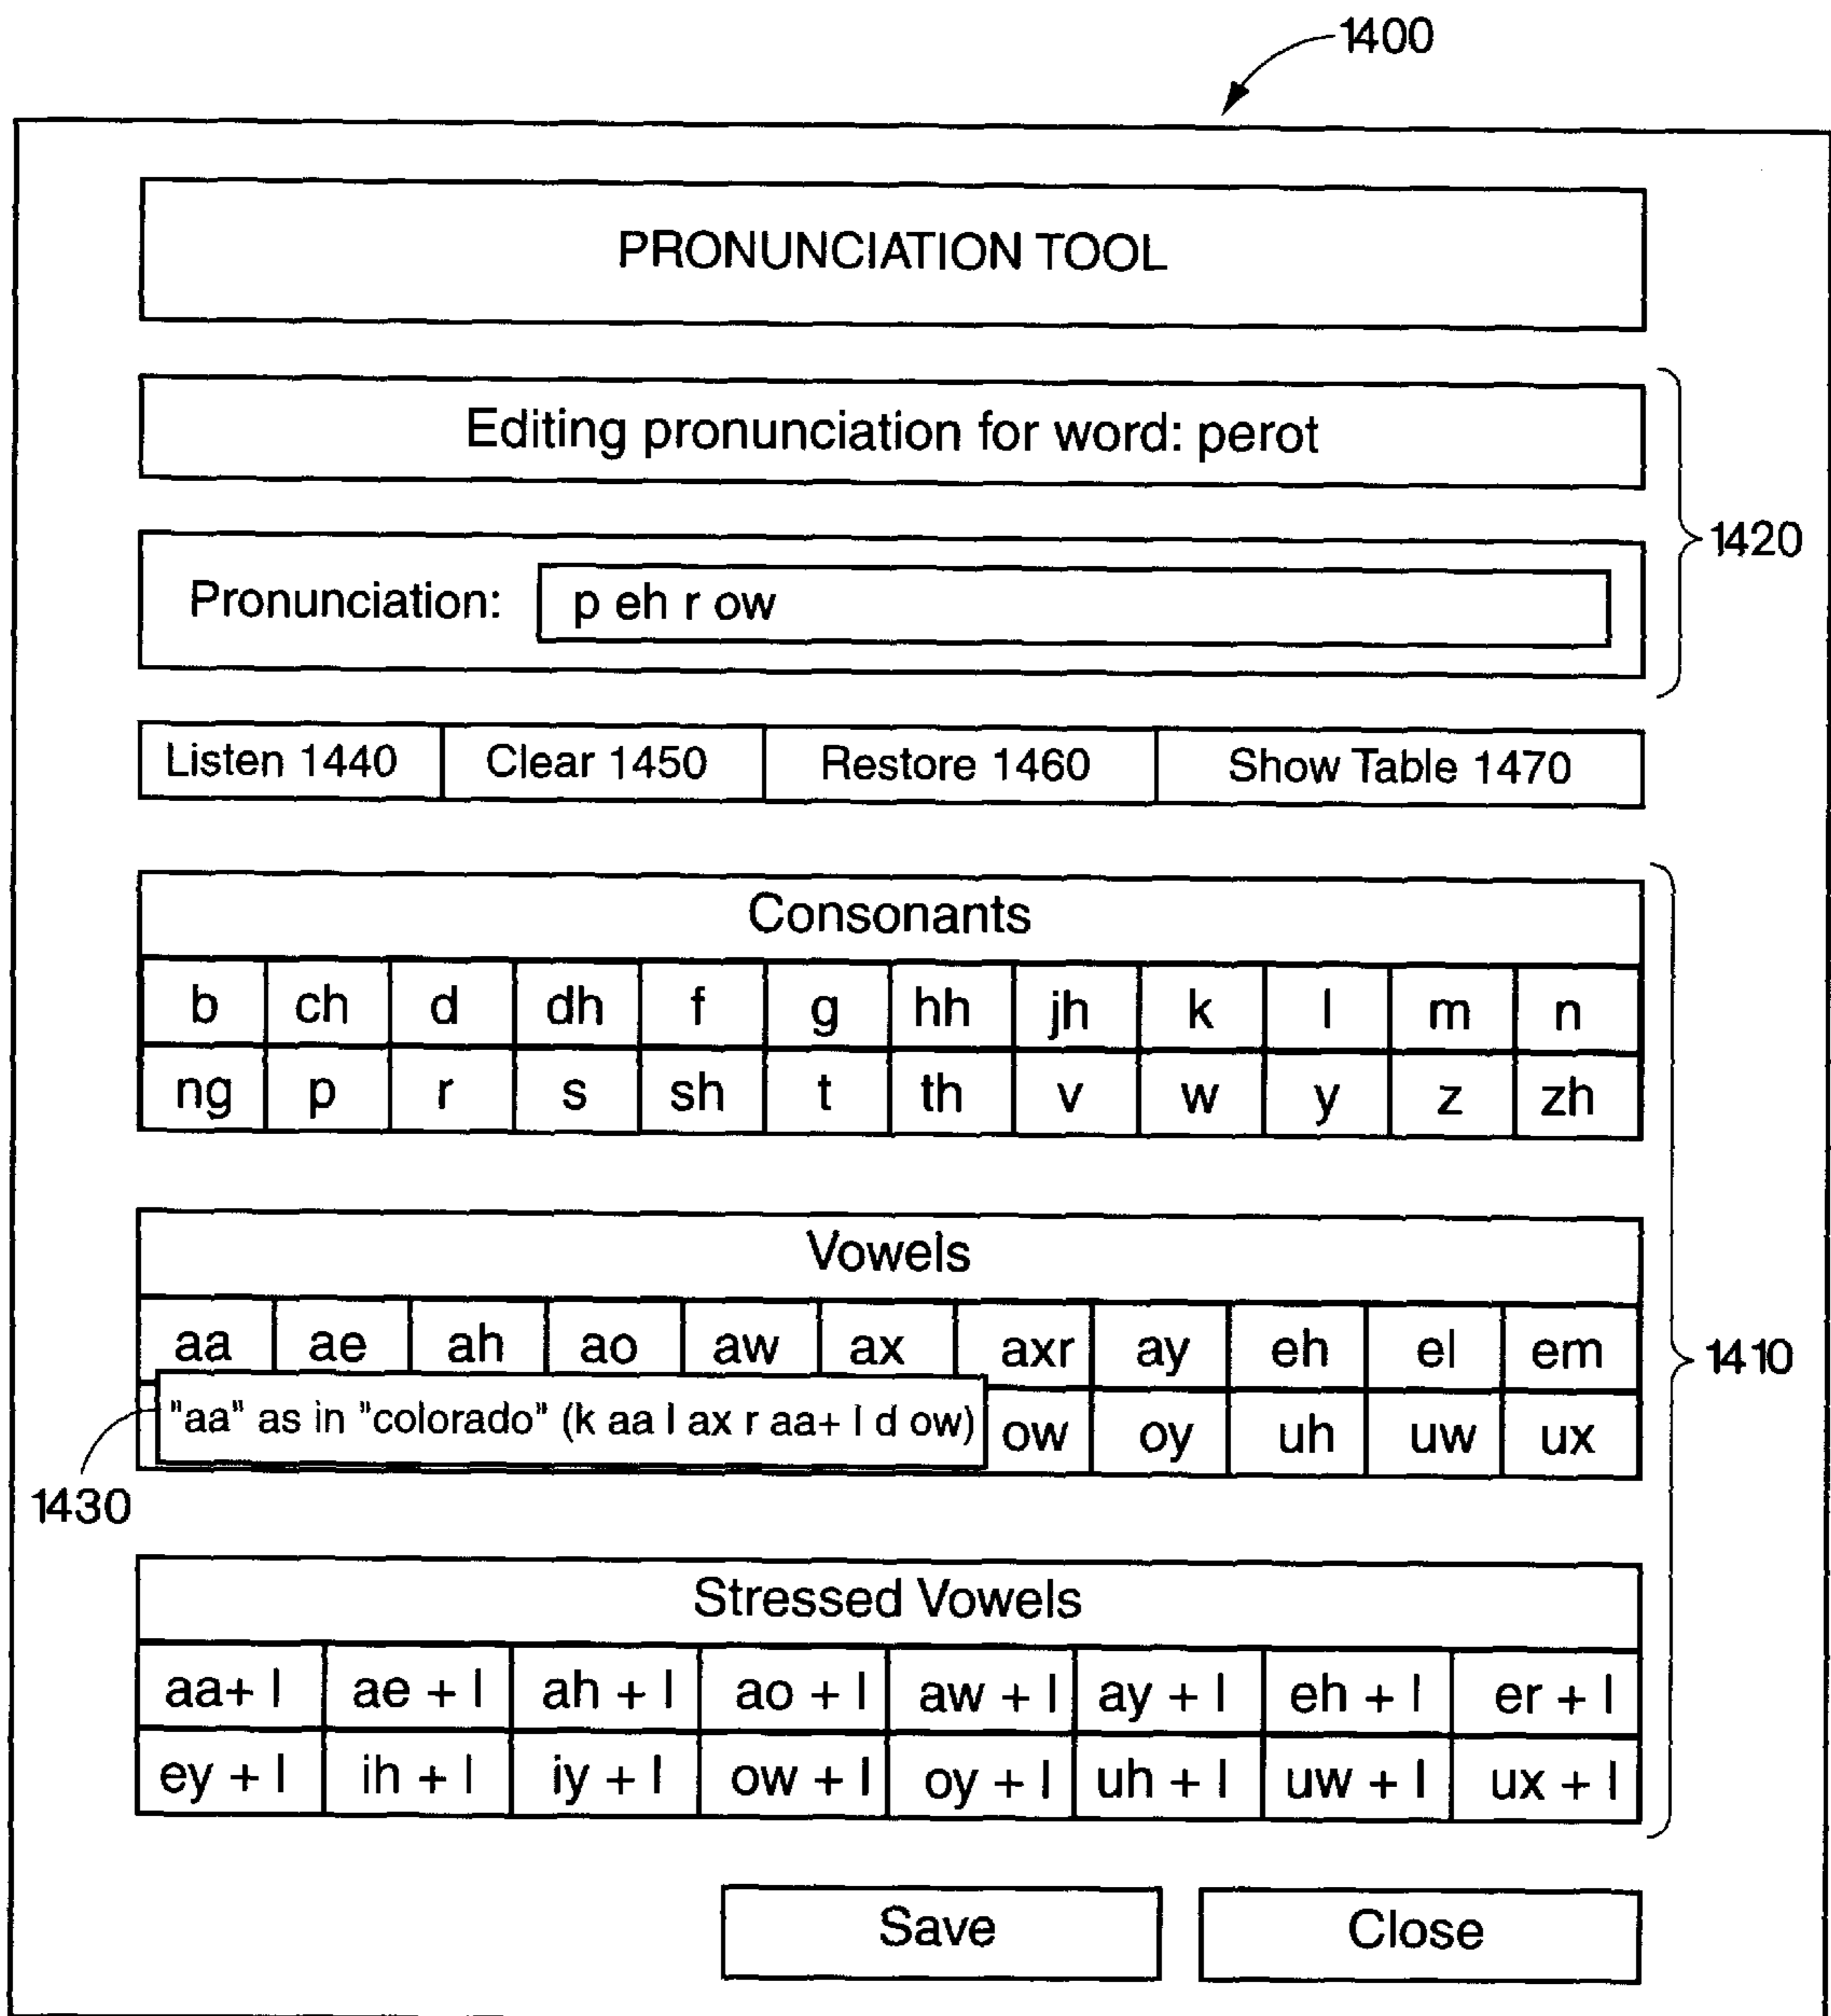 1400
PRONUNCIATION TOOL
Editing pronunciation for word: perot
1420
Pronunciation: p eh r ow
Listen 1440 Clear 1450 Restore 1460 Show Table 1470
Consonants
b ch d dh f g hh jh k l m n
ng p r s sh t th v w y z zh
Vowels
aa ae ah ao aw ax axr ay eh el em
1410
"aa" as in "colorado" (k aa l ax r aa+ l d ow) ow oy uh uw ux
1430
Stressed Vowels
aa+ l ae + l ah + l ao + l aw + l ay + l eh + l er + l
ey + l ih + l iy + l ow + l oy + l uh + l uw + l ux + l
Save Close